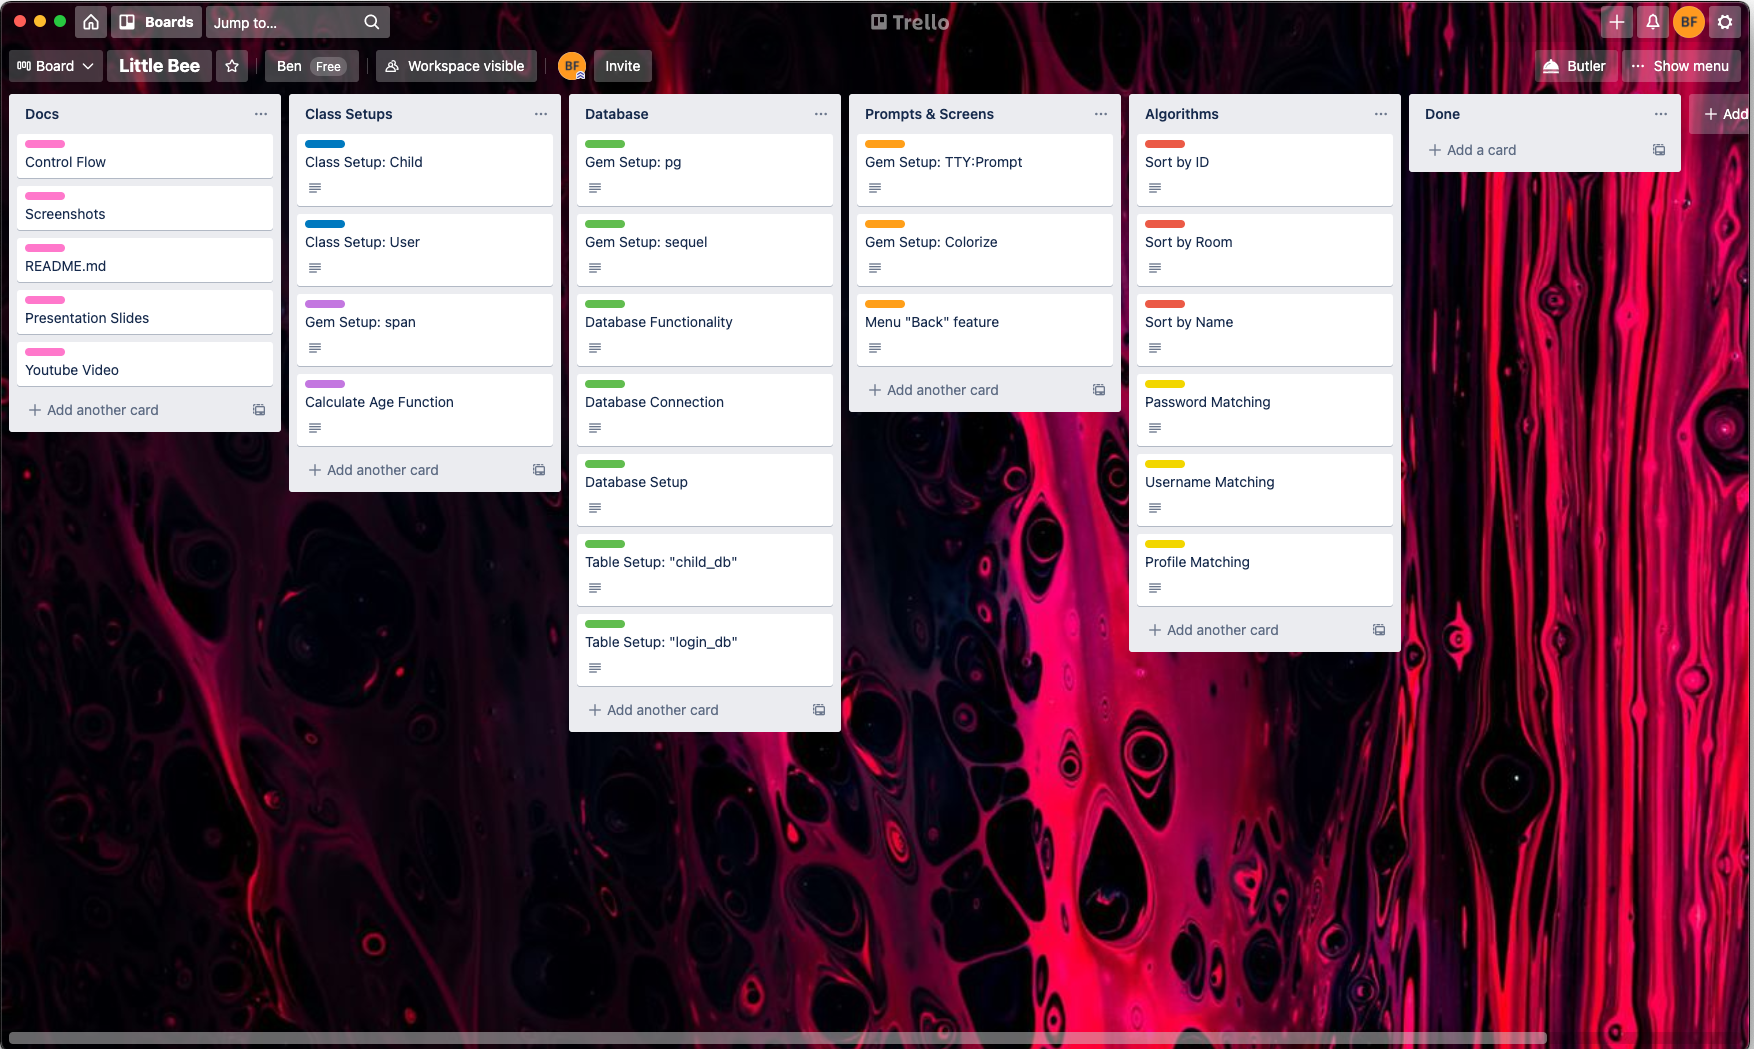 Boards
Jump to...
Trello
BF
Board
Little Bee
Ben Free
Workspace visible
BF
Invite
Butler
Show menu
Docs
Control Flow
Screenshots
README.md
Presentation Slides
Youtube Video
+ Add another card
Class Setups
Class Setup: Child
Class Setup: User
Gem Setup: span
Calculate Age Function
+ Add another card
Database
Gem Setup: pg
Gem Setup: sequel
Database Functionality
Database Connection
Database Setup
Table Setup: "child_db"
Table Setup: "login_db"
+ Add another card
Prompts & Screens
Gem Setup: TTY:Prompt
Gem Setup: Colorize
Menu "Back" feature
+ Add another card
Algorithms
Sort by ID
Sort by Room
Sort by Name
Password Matching
Username Matching
Profile Matching
+ Add another card
Done
+ Add a card
+ Add